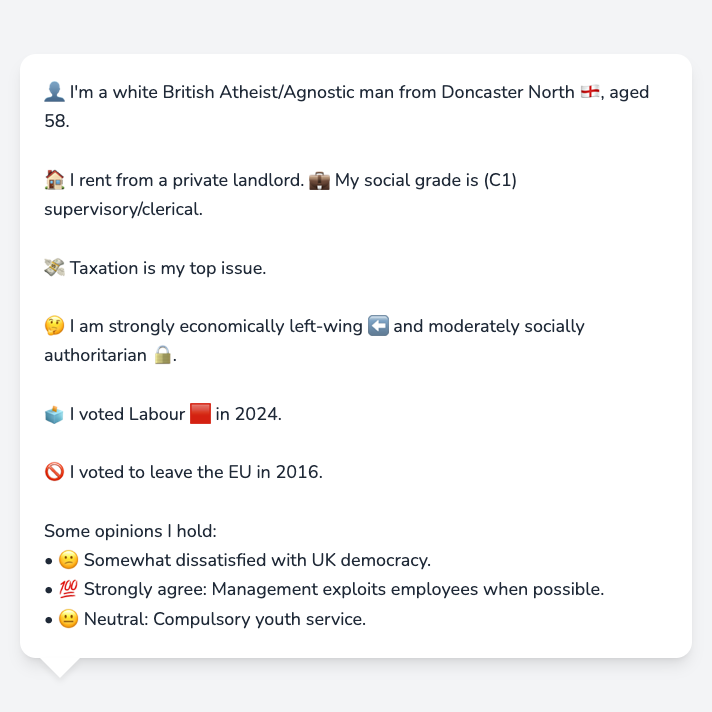 👤 I'm a white British Atheist/Agnostic man from Doncaster North 🏴󠁧󠁢󠁥󠁮󠁧󠁿, aged
58.
🏠 I rent from a private landlord. 💼 My social grade is (C1)
supervisory/clerical.
💸 Taxation is my top issue.
🤔 I am strongly economically left-wing ⬅️ and moderately socially
authoritarian 🔒.
🗳️ I voted Labour 🟥 in 2024.
🚫 I voted to leave the EU in 2016.
Some opinions I hold:
• 🙁 Somewhat dissatisfied with UK democracy.
• 💯 Strongly agree: Management exploits employees when possible.
• 😐 Neutral: Compulsory youth service.